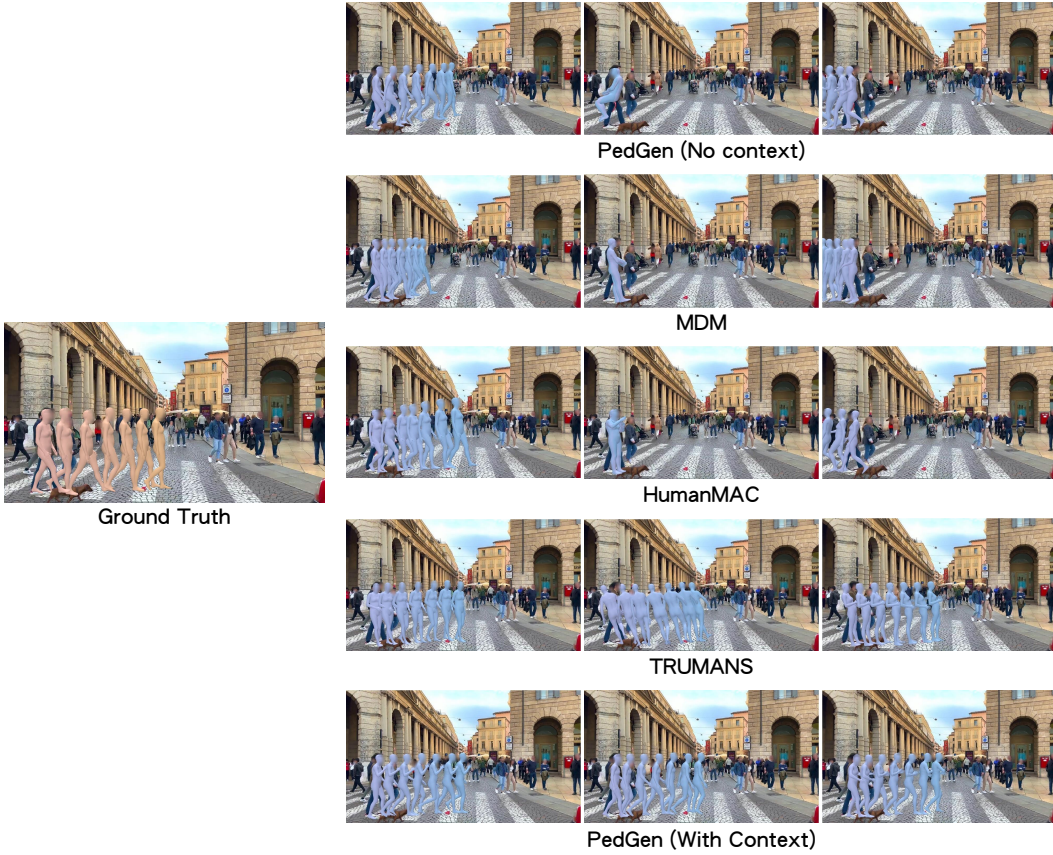 PedGen (No context)
MDM
HumanMAC
Ground Truth
TRUMANS
PedGen (With Context)